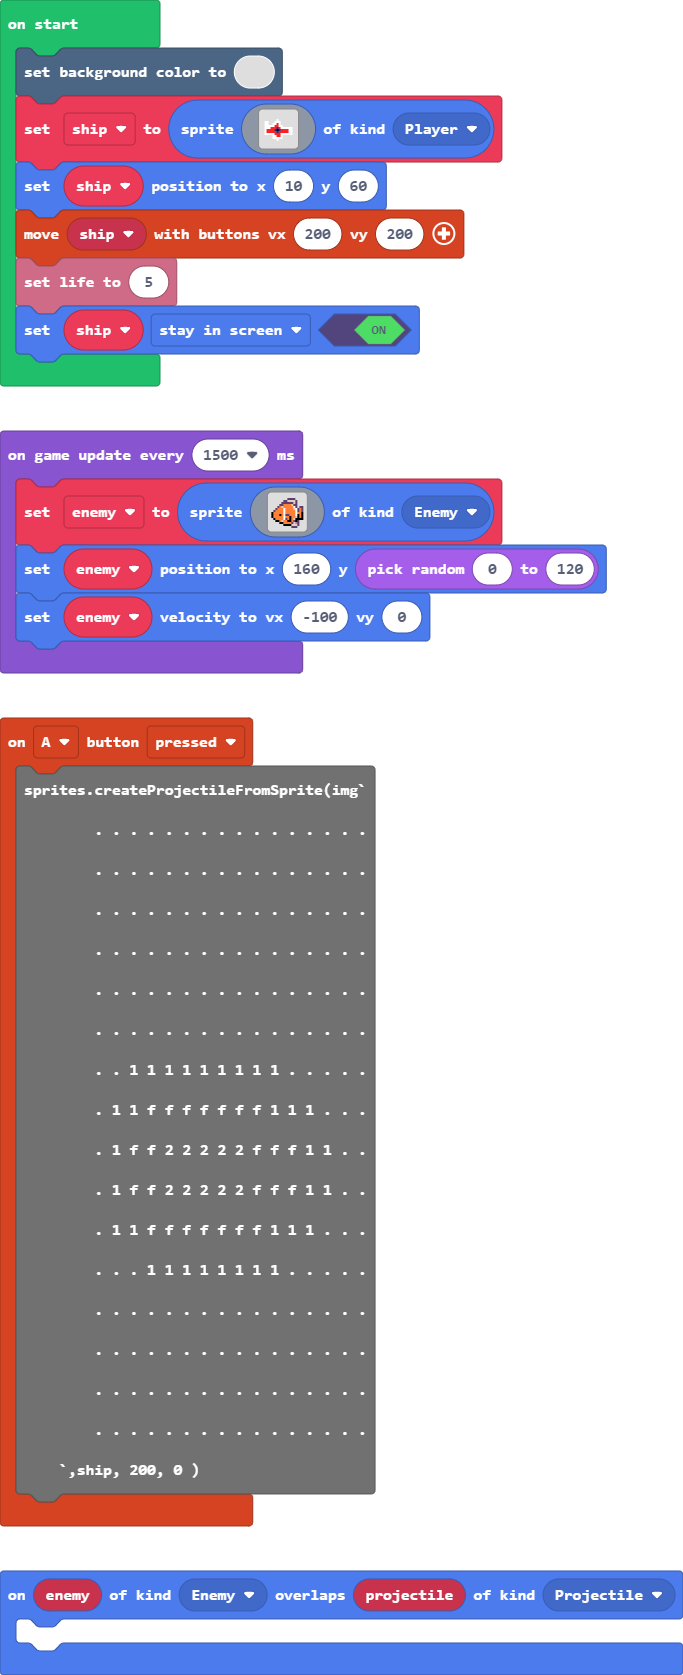 on start
set background color to
set ship to sprite of kind Player
set ship position to x 10 y 60
move ship with buttons vx 200 vy 200
set life to 5
set ship stay in screen ON
on game update every 1500 ms
set enemy to sprite of kind Enemy
set enemy position to x 160 y pick random 0 to 120
set enemy velocity to vx -100 vy 0
on A button pressed
sprites.createProjectileFromSprite(img`
. . . . . . . . . . . . . . . .
. . . . . . . . . . . . . . . .
. . . . . . . . . . . . . . . .
. . . . . . . . . . . . . . . .
. . . . . . . . . . . . . . . .
. . . . . . . . . . . . . . . .
. . 1 1 1 1 1 1 1 1 1 . . . . .
. 1 1 f f f f f f f 1 1 1 . . .
. 1 f f 2 2 2 2 2 f f f 1 1 . .
. 1 f f 2 2 2 2 2 f f f 1 1 . .
. 1 1 f f f f f f f 1 1 1 . . .
. . . 1 1 1 1 1 1 1 1 . . . . .
. . . . . . . . . . . . . . . .
. . . . . . . . . . . . . . . .
. . . . . . . . . . . . . . . .
. . . . . . . . . . . . . . . .
`,ship, 200, 0 )
on enemy of kind Enemy overlaps projectile of kind Projectile